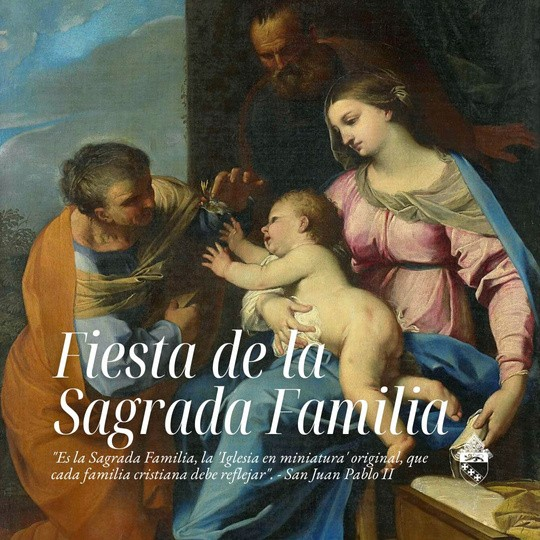 Fiesta de la
Sagrada Familia
"Es la Sagrada Familia, la 'Iglesia en miniatura' original, que
cada familia cristiana debe reflejar". - San Juan Pablo II